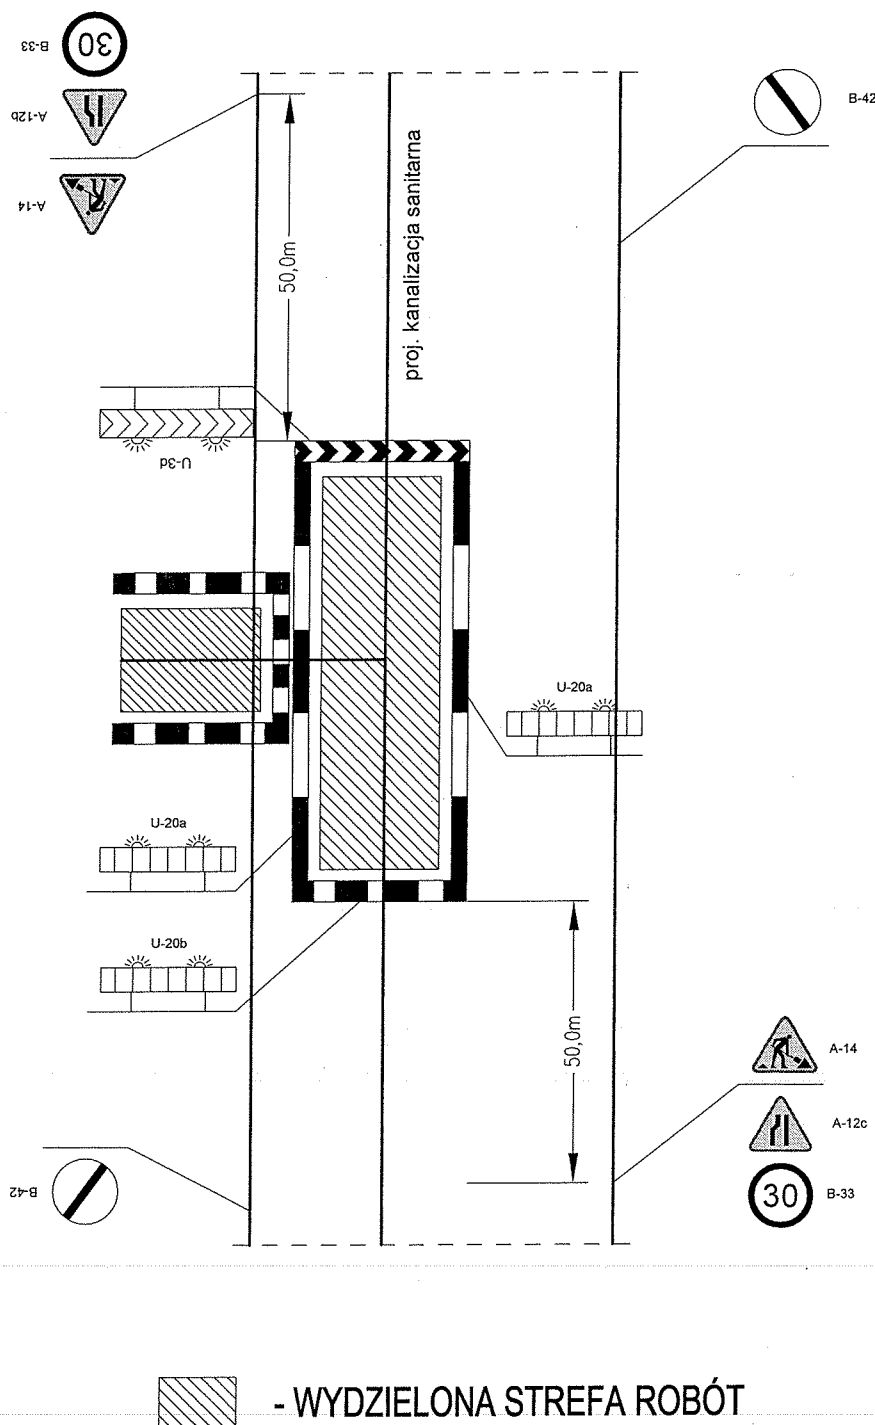 30
B-33
A-12b
A-14
B-42
50,0m
proj. kanalizacja sanitarna
U-3d
U-20a
U-20a
U-20b
50,0m
A-14
A-12c
30
B-33
B-42
- WYDZIELONA STREFA ROBÓT